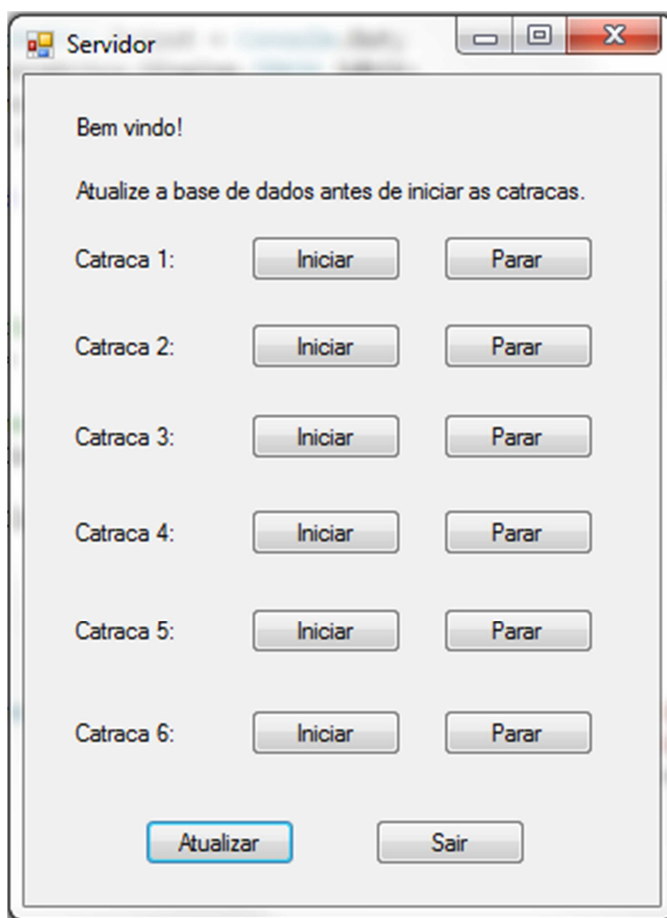 Servidor
Bem vindo!
Atualize a base de dados antes de iniciar as catracas.
Catraca 1: Iniciar Parar
Catraca 2: Iniciar Parar
Catraca 3: Iniciar Parar
Catraca 4: Iniciar Parar
Catraca 5: Iniciar Parar
Catraca 6: Iniciar Parar
Atualizar Sair